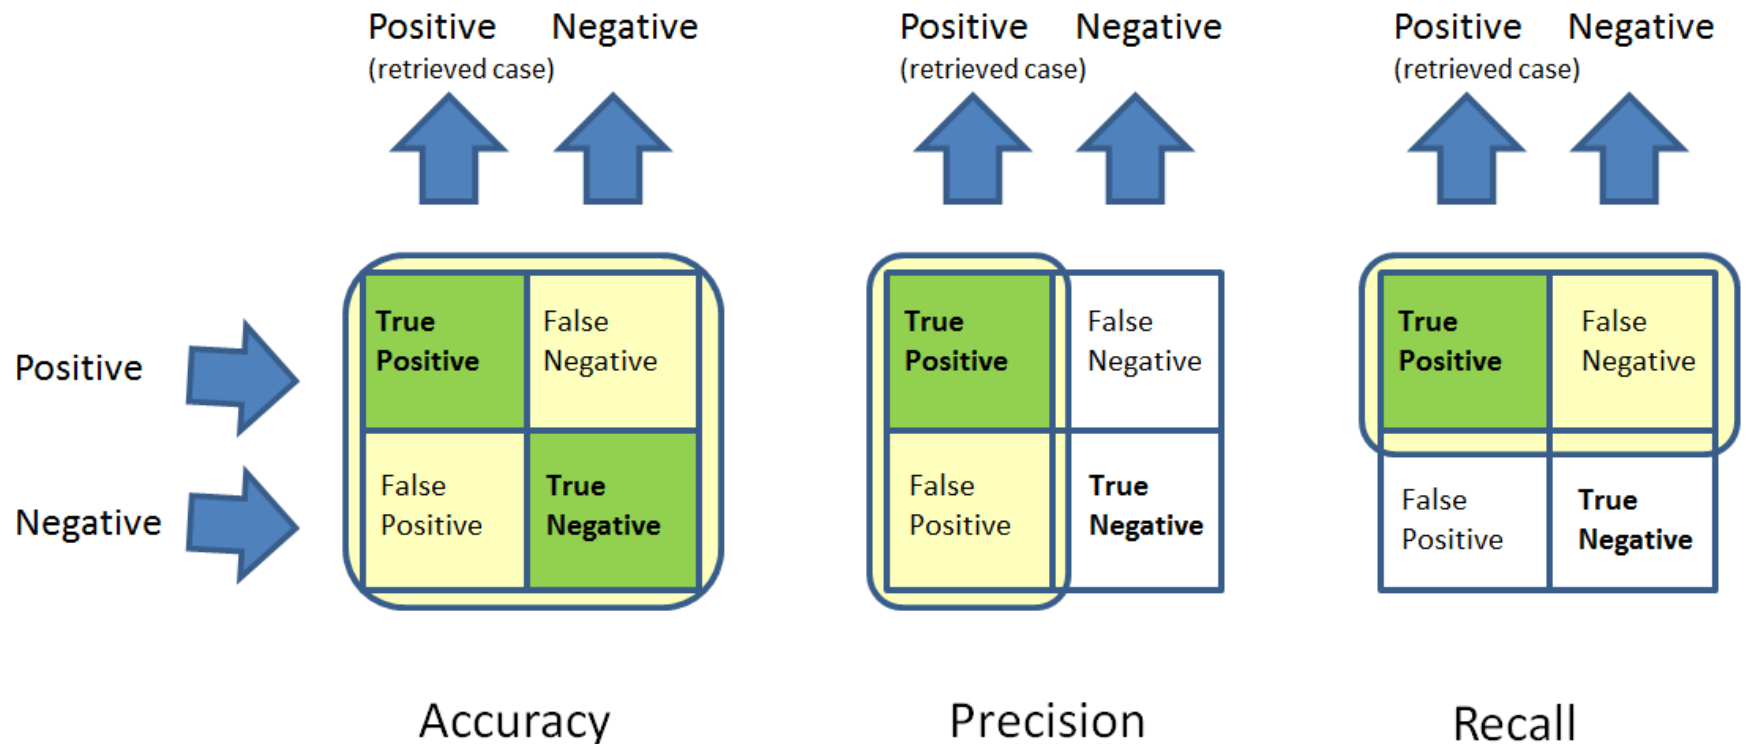 Positive Negative
(retrieved case)
Positive Negative
(retrieved case)
Positive Negative
(retrieved case)
Positive
Negative
True
Positive
False
Negative
False
Positive
True
Negative
True
Positive
False
Negative
False
Positive
True
Negative
True
Positive
False
Negative
False
Positive
True
Negative
Accuracy
Precision
Recall